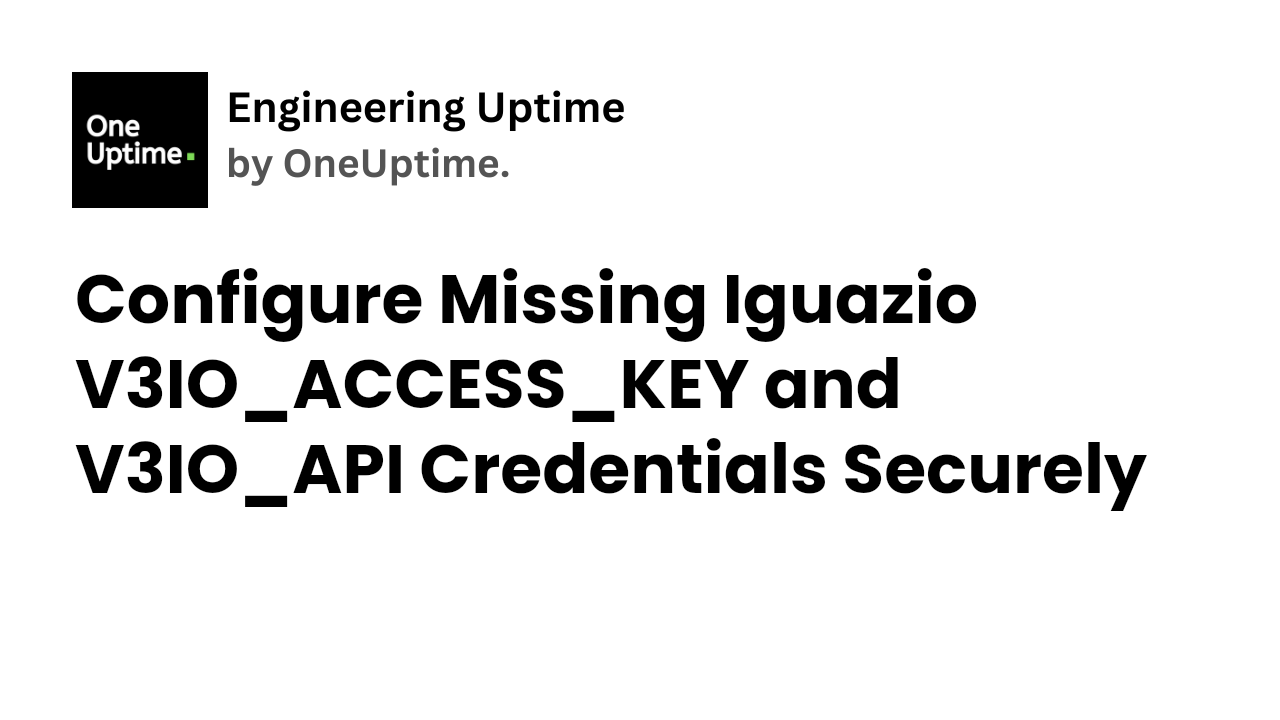 One
Uptime.
Engineering Uptime
by OneUptime.
Configure Missing Iguazio
V3IO_ACCESS_KEY and
V3IO_API Credentials Securely